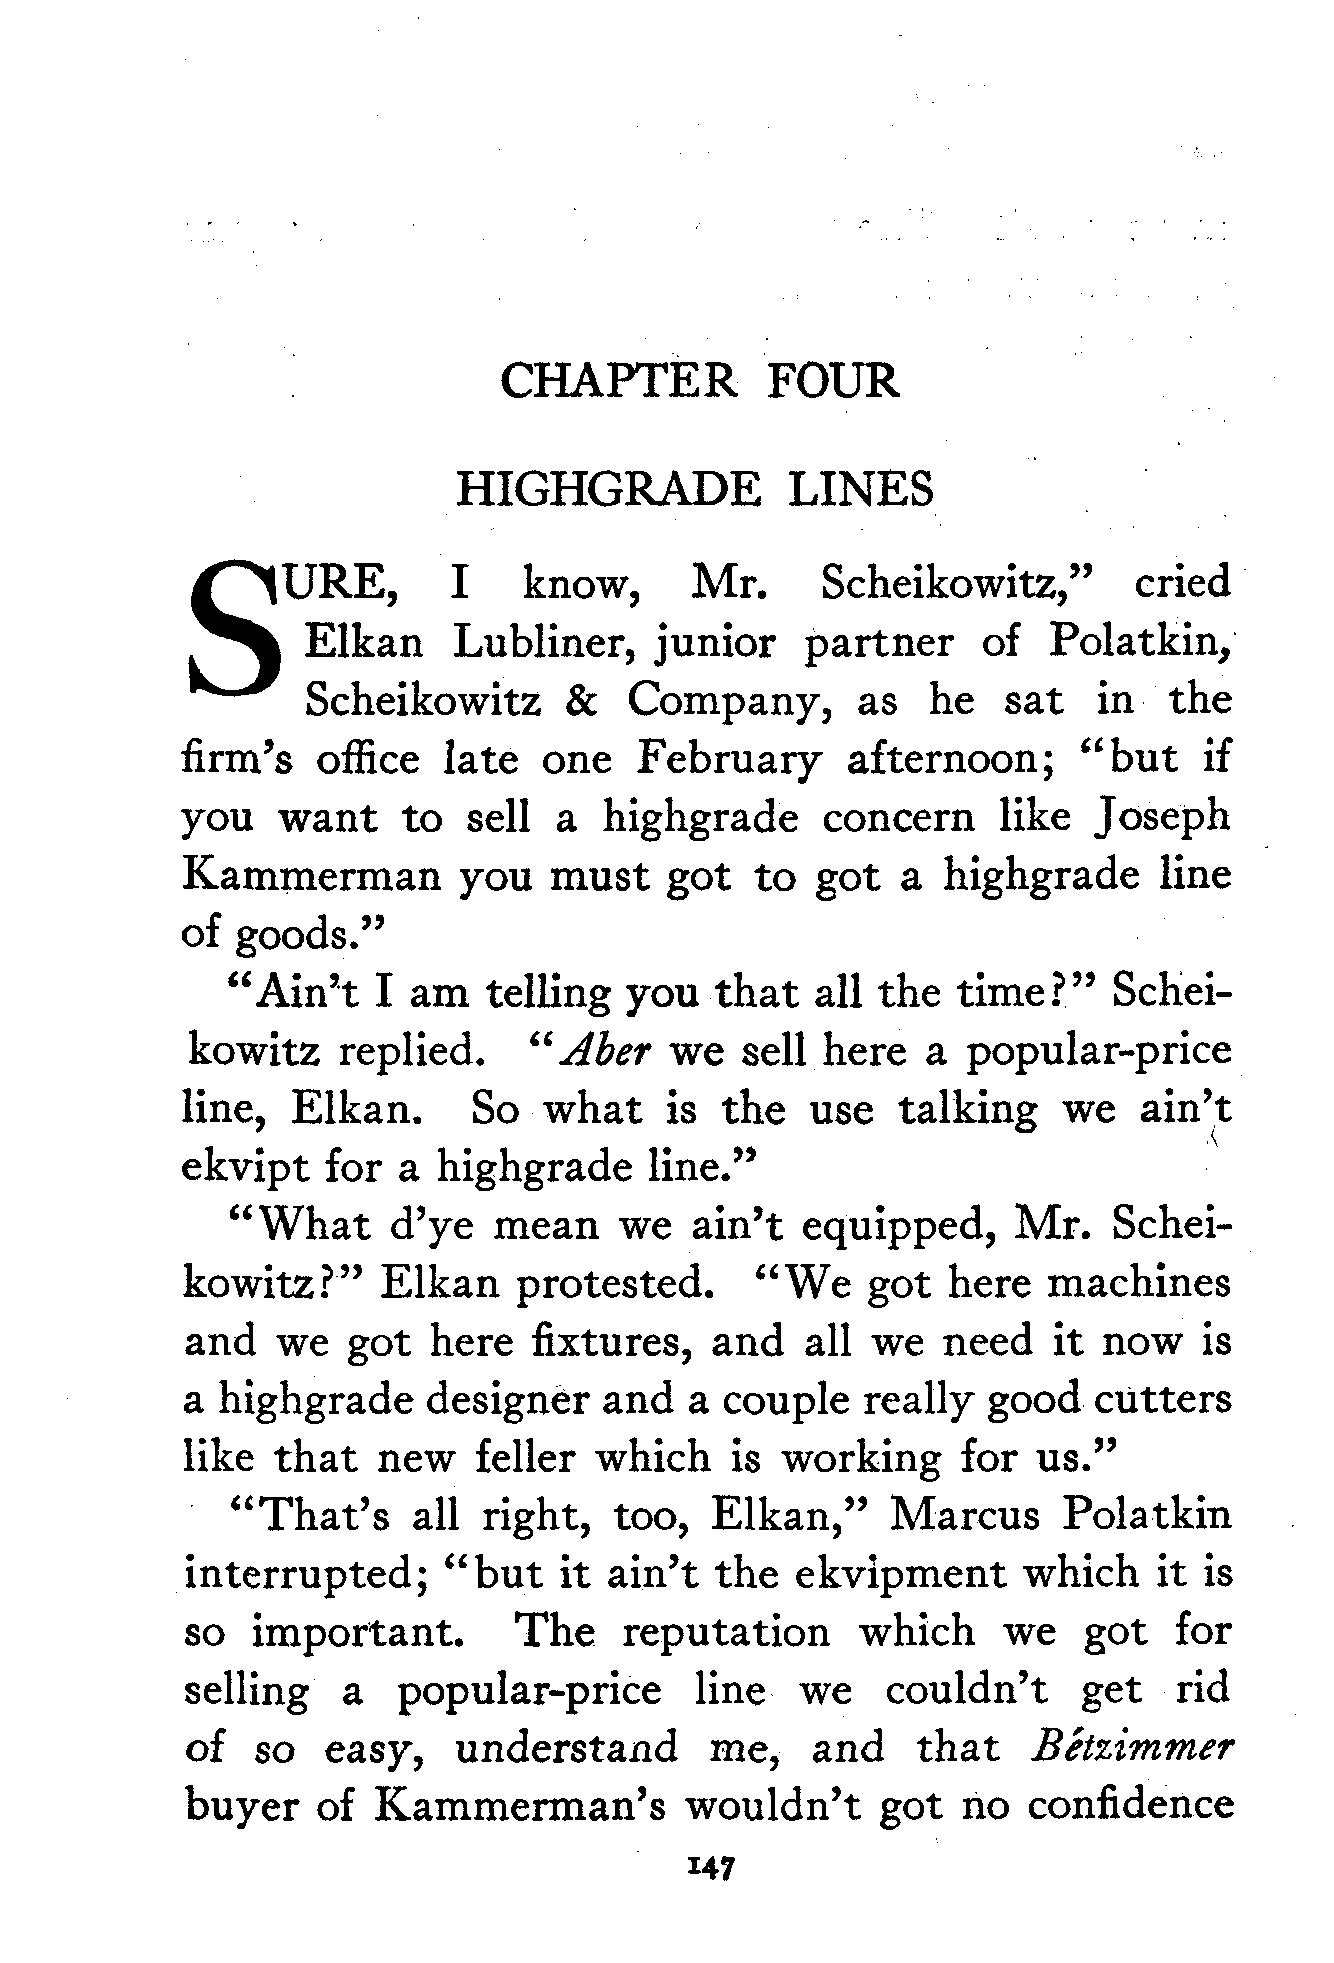 CHAPTER FOUR
HIGHGRADE LINES
SURE, I know, Mr. Scheikowitz,” cried
Elkan Lubliner, junior partner of Polatkin,
Scheikowitz & Company, as he sat in the
firm’s office late one February afternoon; “but if
you want to sell a highgrade concern like Joseph
Kammerman you must got to got a highgrade line
of goods.”
“Ain’t I am telling you that all the time?” Schei-
kowitz replied. “Aber we sell here a popular-price
line, Elkan. So what is the use talking we ain’t
ekvipt for a highgrade line.”
“What d’ye mean we ain’t equipped, Mr. Schei-
kowitz?” Elkan protested. “We got here machines
and we got here fixtures, and all we need it now is
a highgrade designer and a couple really good cutters
like that new feller which is working for us.”
“That’s all right, too, Elkan,” Marcus Polatkin
interrupted; “but it ain’t the ekvipment which it is
so important. The reputation which we got for
selling a popular-price line we couldn’t get rid
of so easy, understand me, and that Bétzimmer
buyer of Kammerman’s wouldn’t got no confidence
147